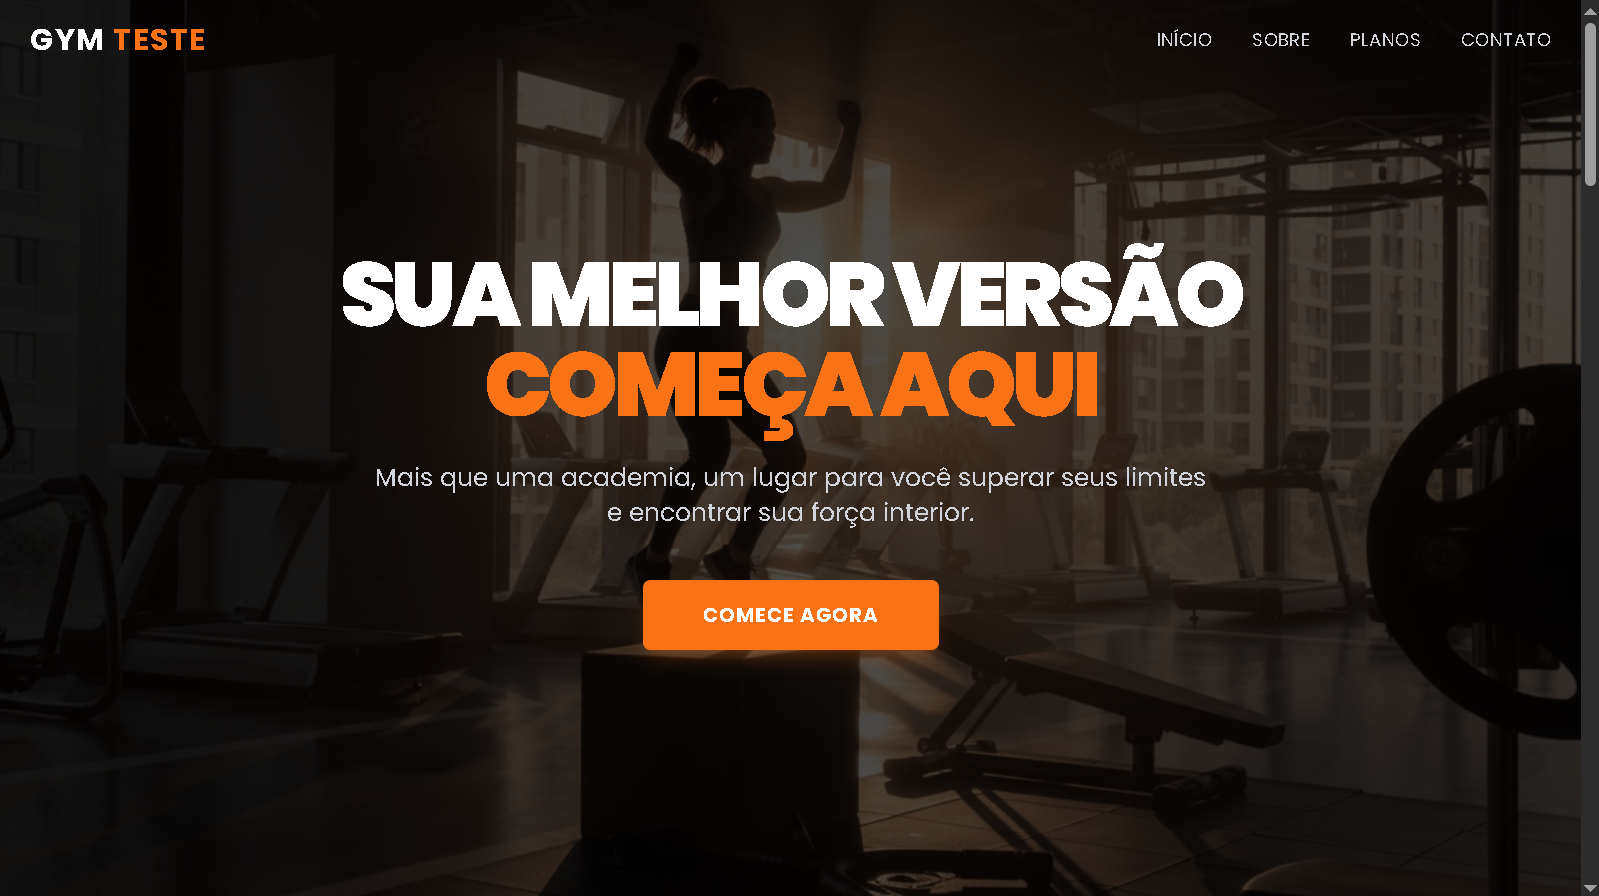 GYM TESTE
INÍCIO SOBRE PLANOS CONTATO
SUA MELHOR VERSÃO
COMEÇA AQUI
Mais que uma academia, um lugar para você superar seus limites
e encontrar sua força interior.
COMECE AGORA